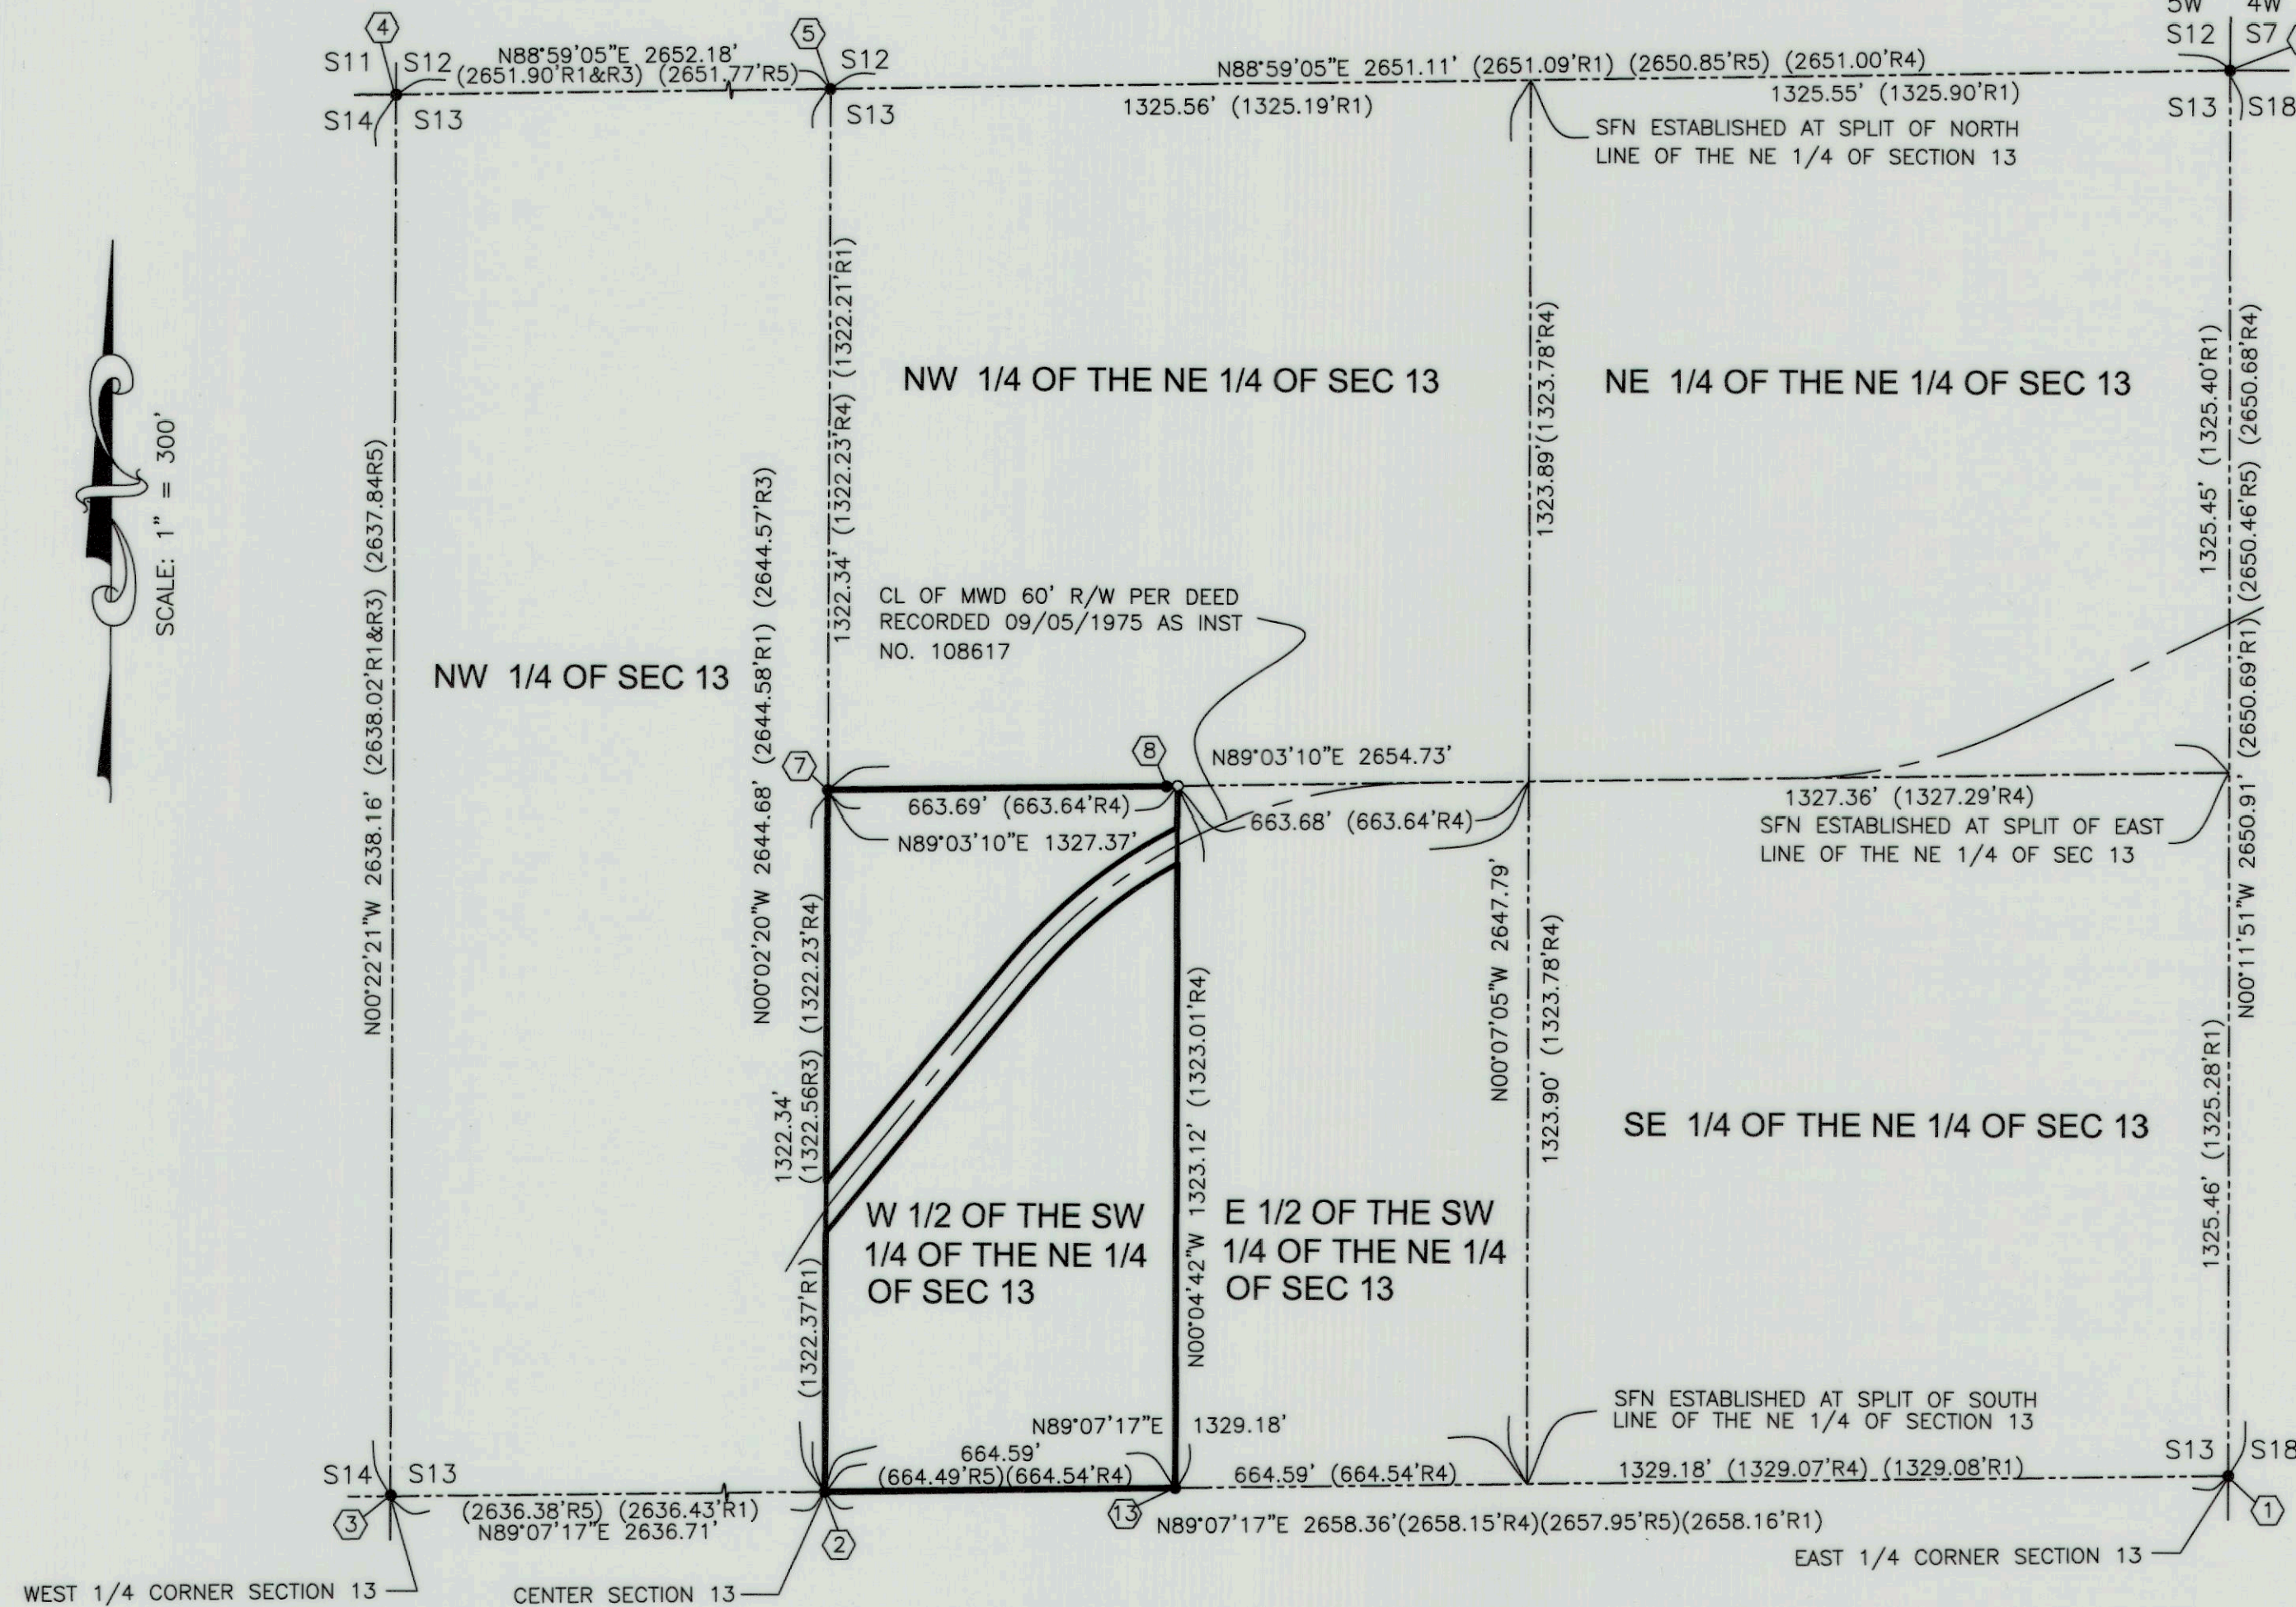 4
5
5W 4W
S11 S12
N88°59'05"E 2652.18'
(2651.90'R1&R3) (2651.77'R5)
S12
S14 S13
S13
N88°59'05"E 2651.11' (2651.09'R1) (2650.85'R5) (2651.00'R4)
1325.56' (1325.19'R1)
1325.55' (1325.90'R1)
S12 S7
S13 S18
SFN ESTABLISHED AT SPLIT OF NORTH
LINE OF THE NE 1/4 OF SECTION 13
SCALE: 1" = 300'
N00°22'21"W 2638.16' (2638.02'R1&R3) (2637.84R5)
NW 1/4 OF SEC 13
N00°02'20"W 2644.68' (2644.58'R1) (2644.57'R3)
1322.34' (1322.23'R4) (1322.21'R1)
NW 1/4 OF THE NE 1/4 OF SEC 13
1323.89'(1323.78'R4)
NE 1/4 OF THE NE 1/4 OF SEC 13
1325.45' (1325.40'R1)
N00°11'51"W 2650.91' (2650.69'R1) (2650.46'R5) (2650.68'R4)
CL OF MWD 60' R/W PER DEED
RECORDED 09/05/1975 AS INST
NO. 108617
7
8
N89°03'10"E 2654.73'
663.69' (663.64'R4)
N89°03'10"E 1327.37'
663.68' (663.64'R4)
1327.36' (1327.29'R4)
SFN ESTABLISHED AT SPLIT OF EAST
LINE OF THE NE 1/4 OF SEC 13
1322.34'
(1322.56R3) (1322.23'R4)
(1322.37'R1)
N00°04'42"W 1323.12' (1323.01'R4)
N00°07'05"W 2647.79'
1323.90' (1323.78'R4)
SE 1/4 OF THE NE 1/4 OF SEC 13
1325.46' (1325.28'R1)
W 1/2 OF THE SW
1/4 OF THE NE 1/4
OF SEC 13
E 1/2 OF THE SW
1/4 OF THE NE 1/4
OF SEC 13
SFN ESTABLISHED AT SPLIT OF SOUTH
LINE OF THE NE 1/4 OF SECTION 13
N89°07'17"E 1329.18'
664.59'
(664.49'R5)(664.54'R4)
664.59' (664.54'R4)
1329.18' (1329.07'R4) (1329.08'R1)
S14 S13
S13 S18
3
(2636.38'R5) (2636.43'R1)
N89°07'17"E 2636.71'
2
13
N89°07'17"E 2658.36'(2658.15'R4)(2657.95'R5)(2658.16'R1)
1
EAST 1/4 CORNER SECTION 13
WEST 1/4 CORNER SECTION 13
CENTER SECTION 13